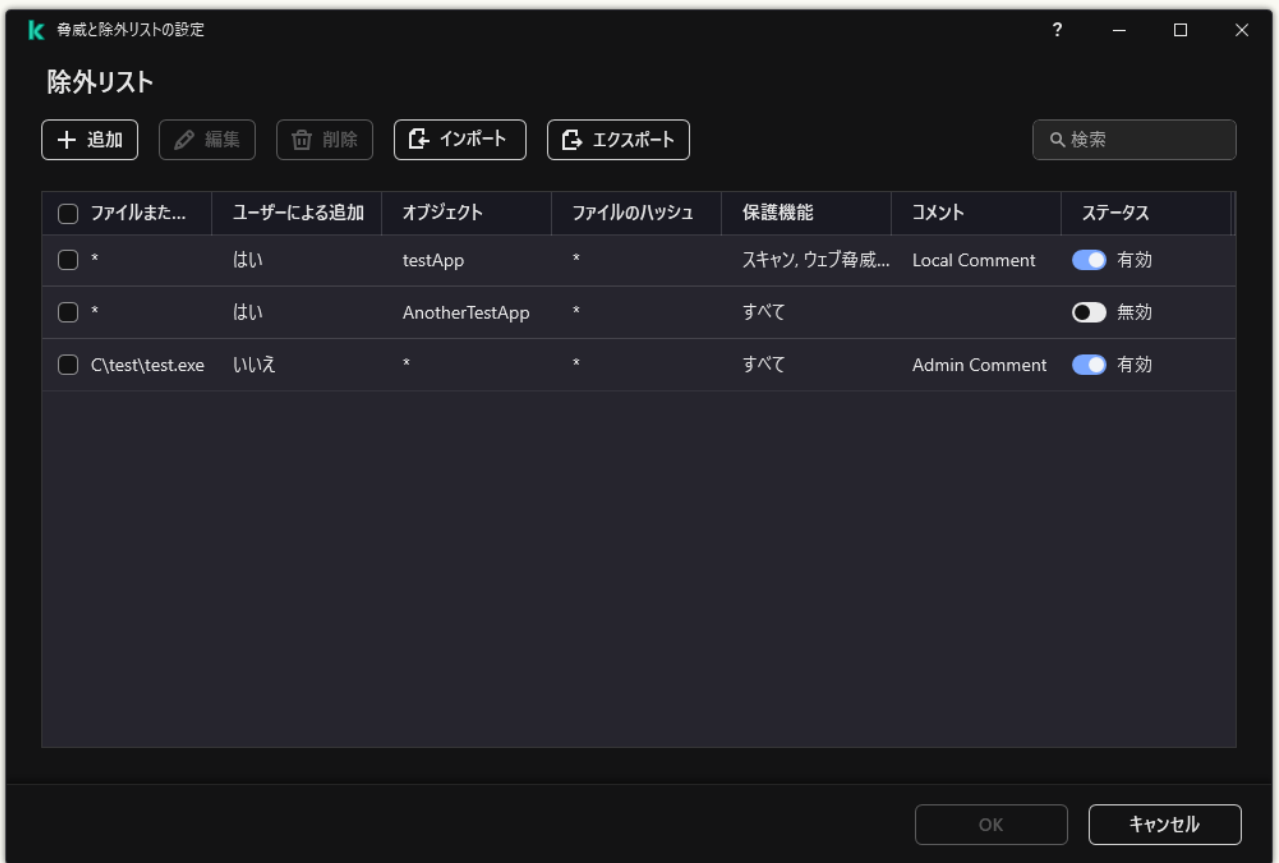 脅威と除外リストの設定 ?
除外リスト
追加 編集 削除 インポート エクスポート 検索
ファイルまた... ユーザーによる追加 オブジェクト ファイルのハッシュ 保護機能 コメント ステータス
* はい testApp * スキャン, ウェブ脅威... Local Comment 有効
* はい AnotherTestApp * すべて 無効
C\test\test.exe いいえ * * すべて Admin Comment 有効
OK キャンセル